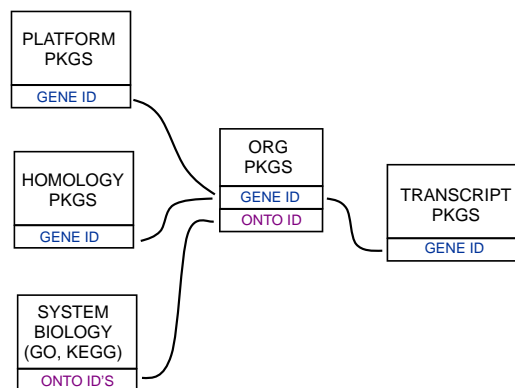 PLATFORM
PKGS
GENE ID
HOMOLOGY
PKGS
GENE ID
SYSTEM
BIOLOGY
(GO, KEGG)
ONTO ID'S
ORG
PKGS
GENE ID
ONTO ID
TRANSCRIPT
PKGS
GENE ID